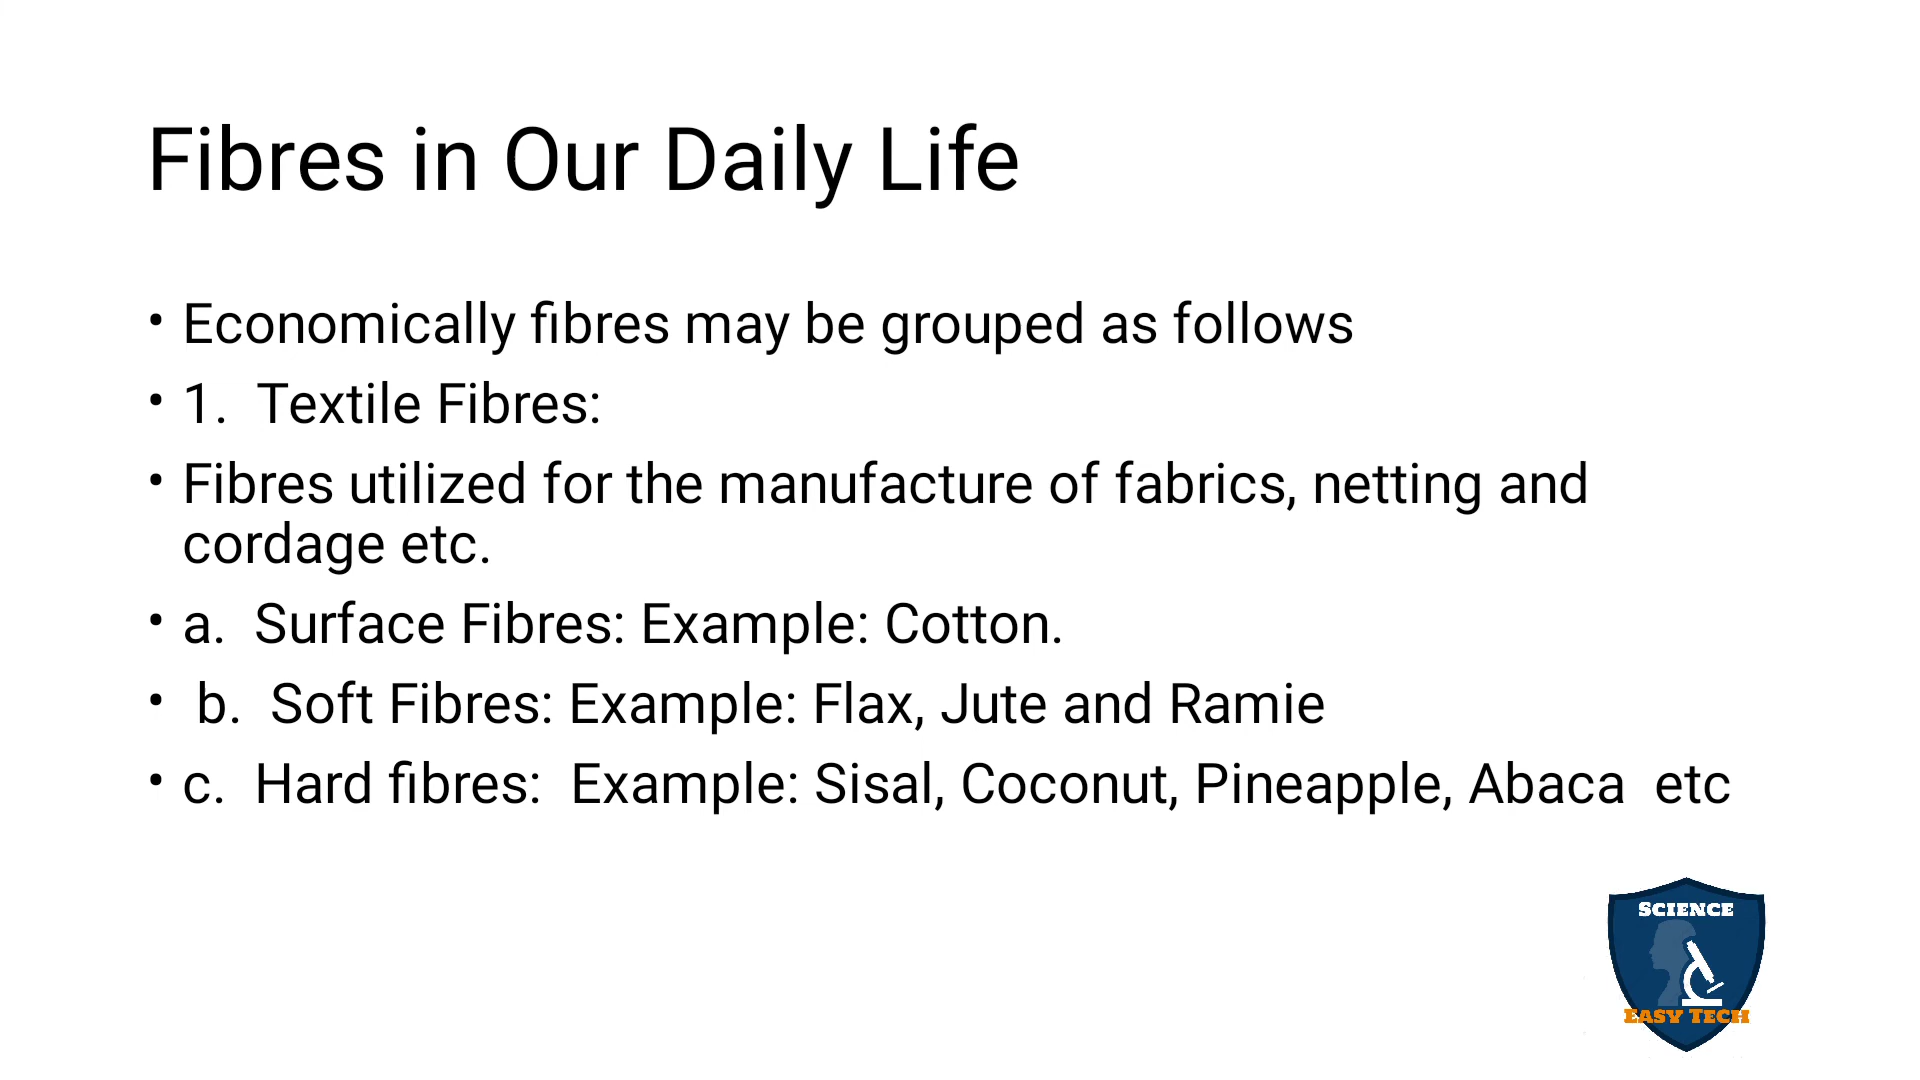 Fibres in Our Daily Life
• Economically fibres may be grouped as follows
• 1.  Textile Fibres:
• Fibres utilized for the manufacture of fabrics, netting and
cordage etc.
• a.  Surface Fibres: Example: Cotton.
•  b.  Soft Fibres: Example: Flax, Jute and Ramie
• c.  Hard fibres:  Example: Sisal, Coconut, Pineapple, Abaca  etc
SCIENCE
EASY TECH